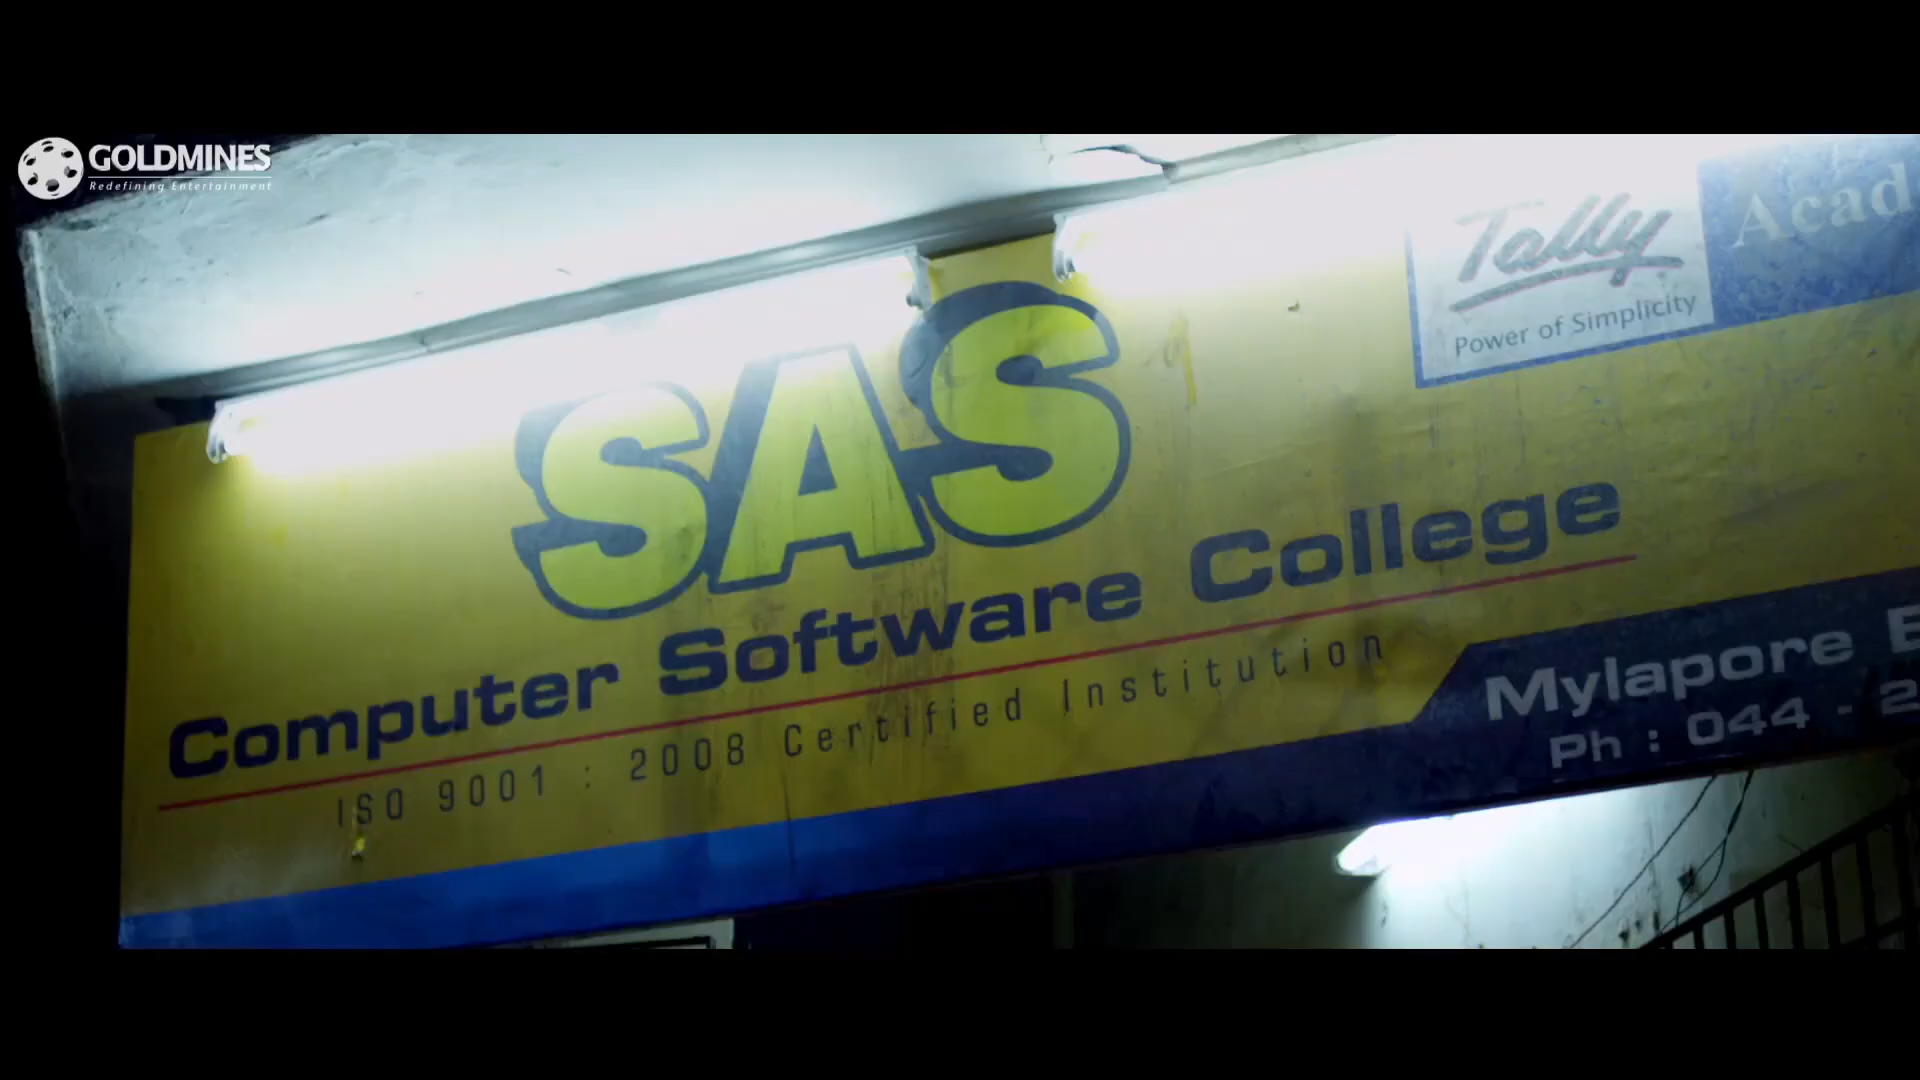 GOLDMINES
Redefining Entertainment
Tally
Power of Simplicity
SAS
Computer Software College
ISO 9001 : 2008 Certified Institution
Mylapore
Ph : 044 -